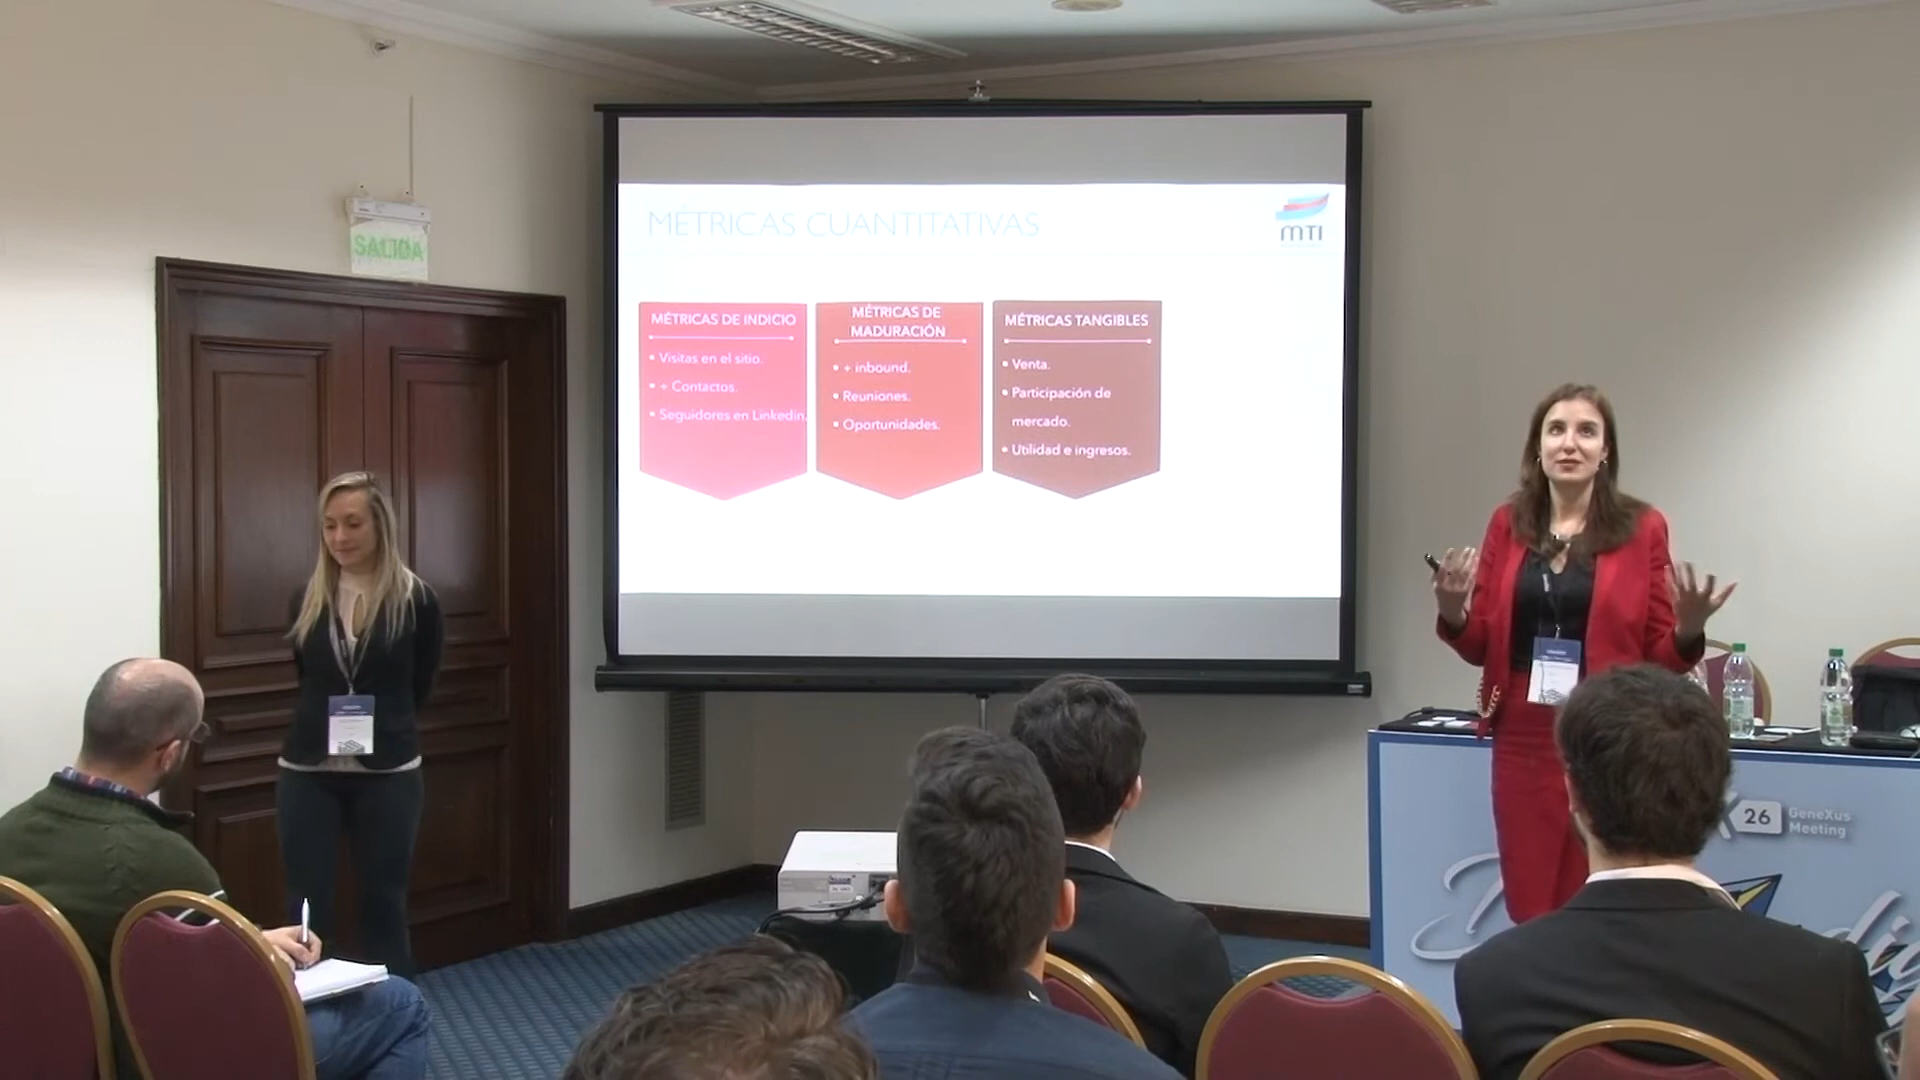 SALIDA
MÉTRICAS CUANTITATIVAS
MTI
MÉTRICAS DE INDICIO
• Visitas en el sitio.
• + Contactos.
• Seguidores en Linkedin.
MÉTRICAS DE
MADURACIÓN
• + inbound.
• Reuniones.
• Oportunidades.
MÉTRICAS TANGIBLES
• Venta.
• Participación de
mercado.
• Utilidad e ingresos.
26
GeneXus
Meeting